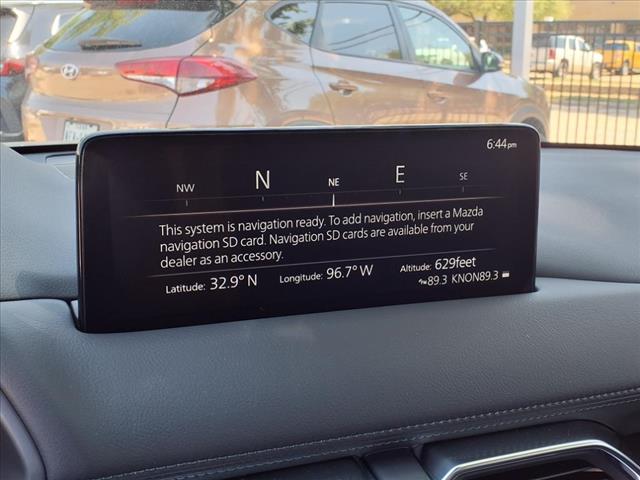 6:44pm
NW N NE E SE
This system is navigation ready. To add navigation, insert a Mazda
navigation SD card. Navigation SD cards are available from your
dealer as an accessory.
Latitude: 32.9° N Longitude: 96.7° W Altitude: 629feet
89.3 KNON89.3